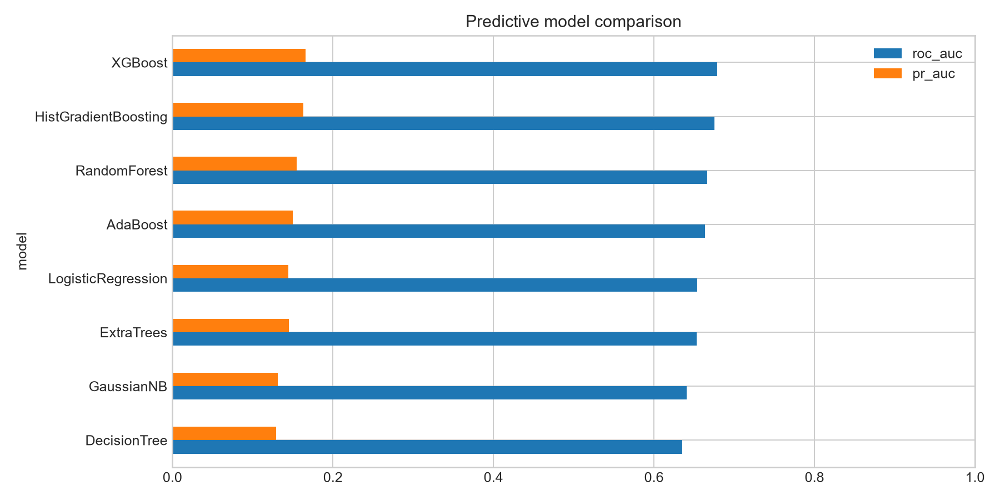 Predictive model comparison
roc_auc
pr_auc
model
XGBoost
HistGradientBoosting
RandomForest
AdaBoost
LogisticRegression
ExtraTrees
GaussianNB
DecisionTree
0.0 0.2 0.4 0.6 0.8 1.0